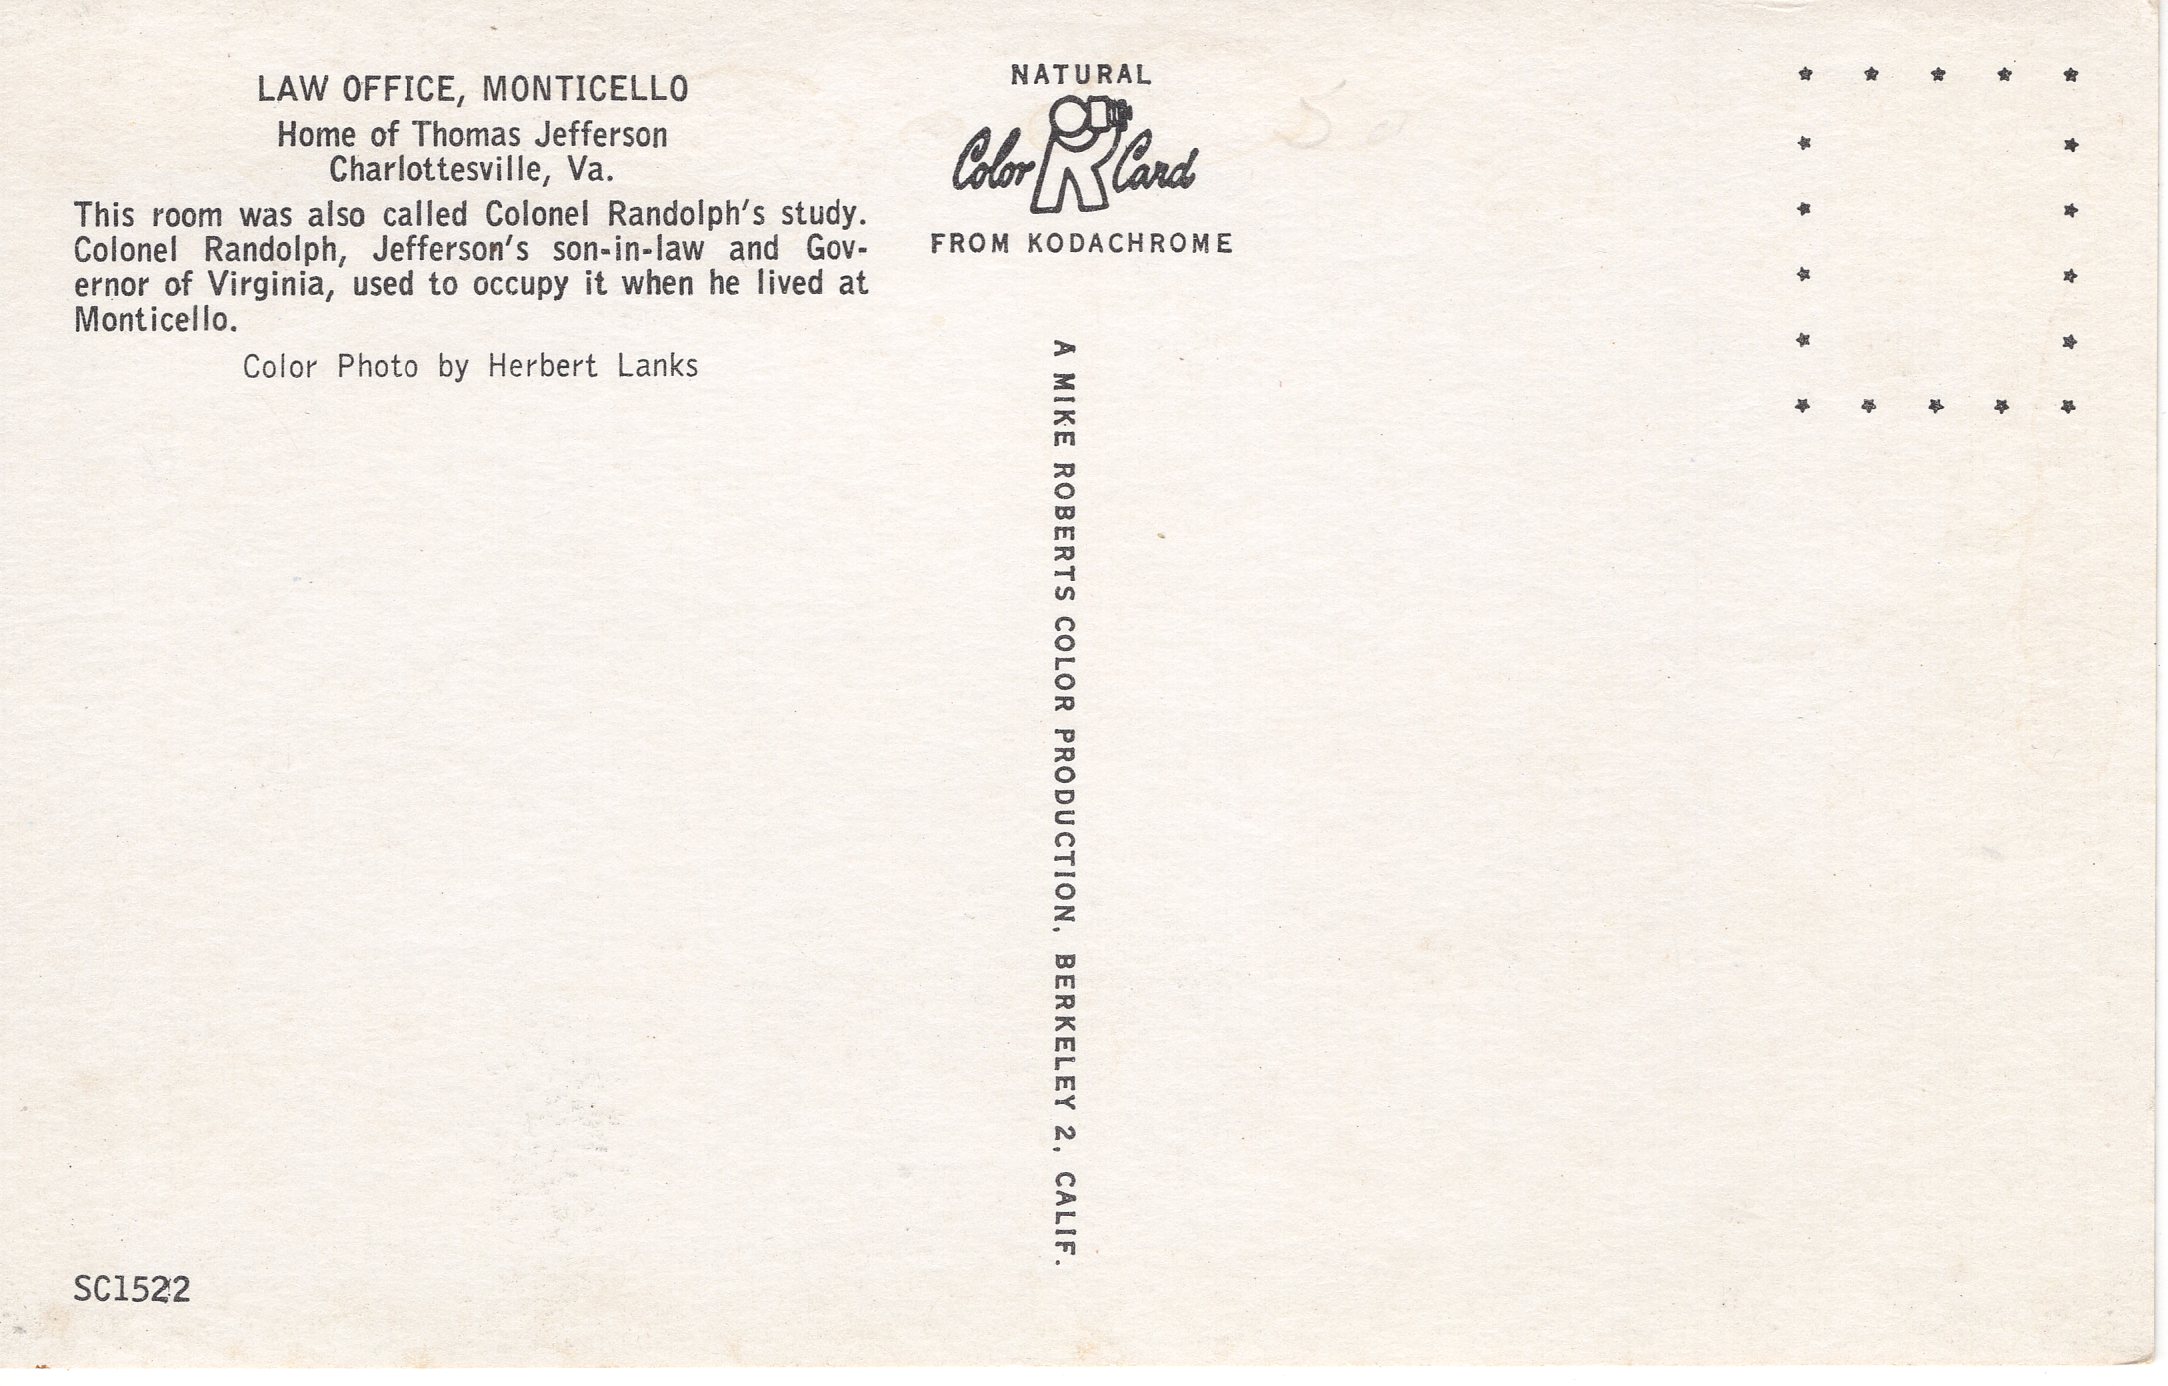 LAW OFFICE, MONTICELLO
Home of Thomas Jefferson
Charlottesville, Va.
This room was also called Colonel Randolph's study.
Colonel Randolph, Jefferson's son-in-law and Gov-
ernor of Virginia, used to occupy it when he lived at
Monticello.
Color Photo by Herbert Lanks
SC1522
NATURAL
Color Card
FROM KODACHROME
A MIKE ROBERTS COLOR PRODUCTION, BERKELEY 2, CALIF.